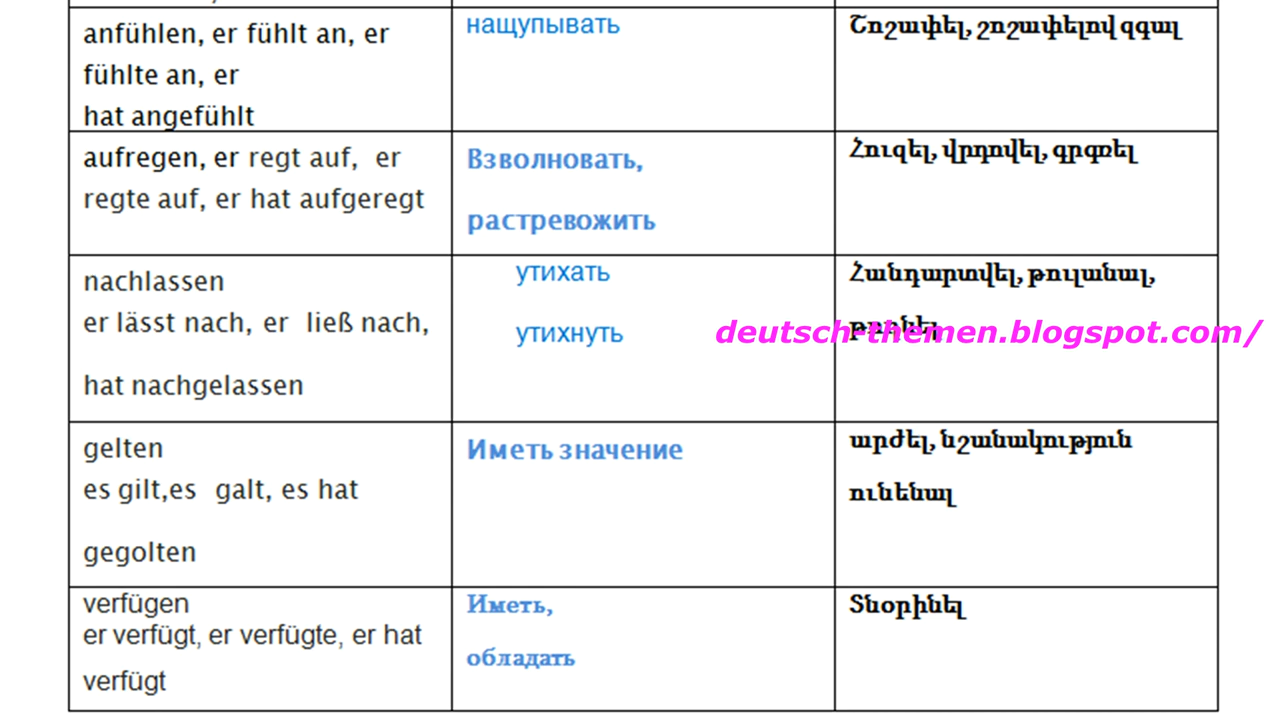 anfühlen, er fühlt an, er
fühlte an, er
hat angefühlt
нащупывать
Շոշափել, շոշափելով զգալ
aufregen, er regt auf, er
regte auf, er hat aufgeregt
Взволновать,
растревожить
Հուզել, վրդովել, գրգռել
nachlassen
er lässt nach, er ließ nach,
hat nachgelassen
утихать
утихнуть
Հանդարտվել, թուլանալ,
deutsch-themen.blogspot.com/
gelten
es gilt,es galt, es hat
gegolten
Иметь значение
արժել, նշանակություն
ունենալ
verfügen
er verfügt, er verfügte, er hat
verfügt
Иметь,
обладать
Տնօրինել